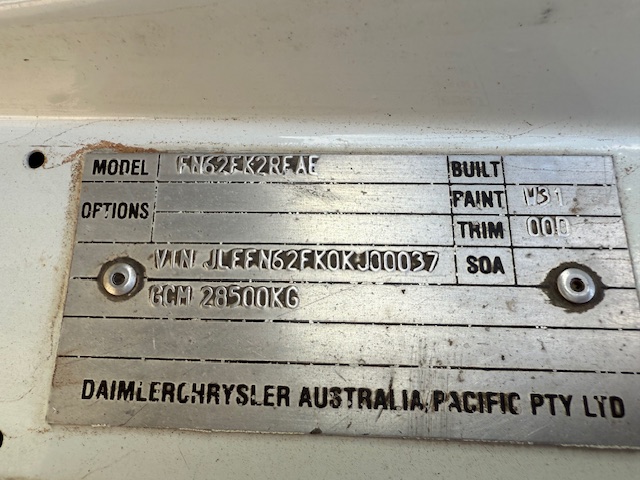 MODEL FN62FK2RFAE BUILT
OPTIONS PAINT W31
TRIM 000
VIN JLFFN62FK0KJ00037 SOA
GCM 28500KG
DAIMLERCHRYSLER AUSTRALIA/PACIFIC PTY LTD